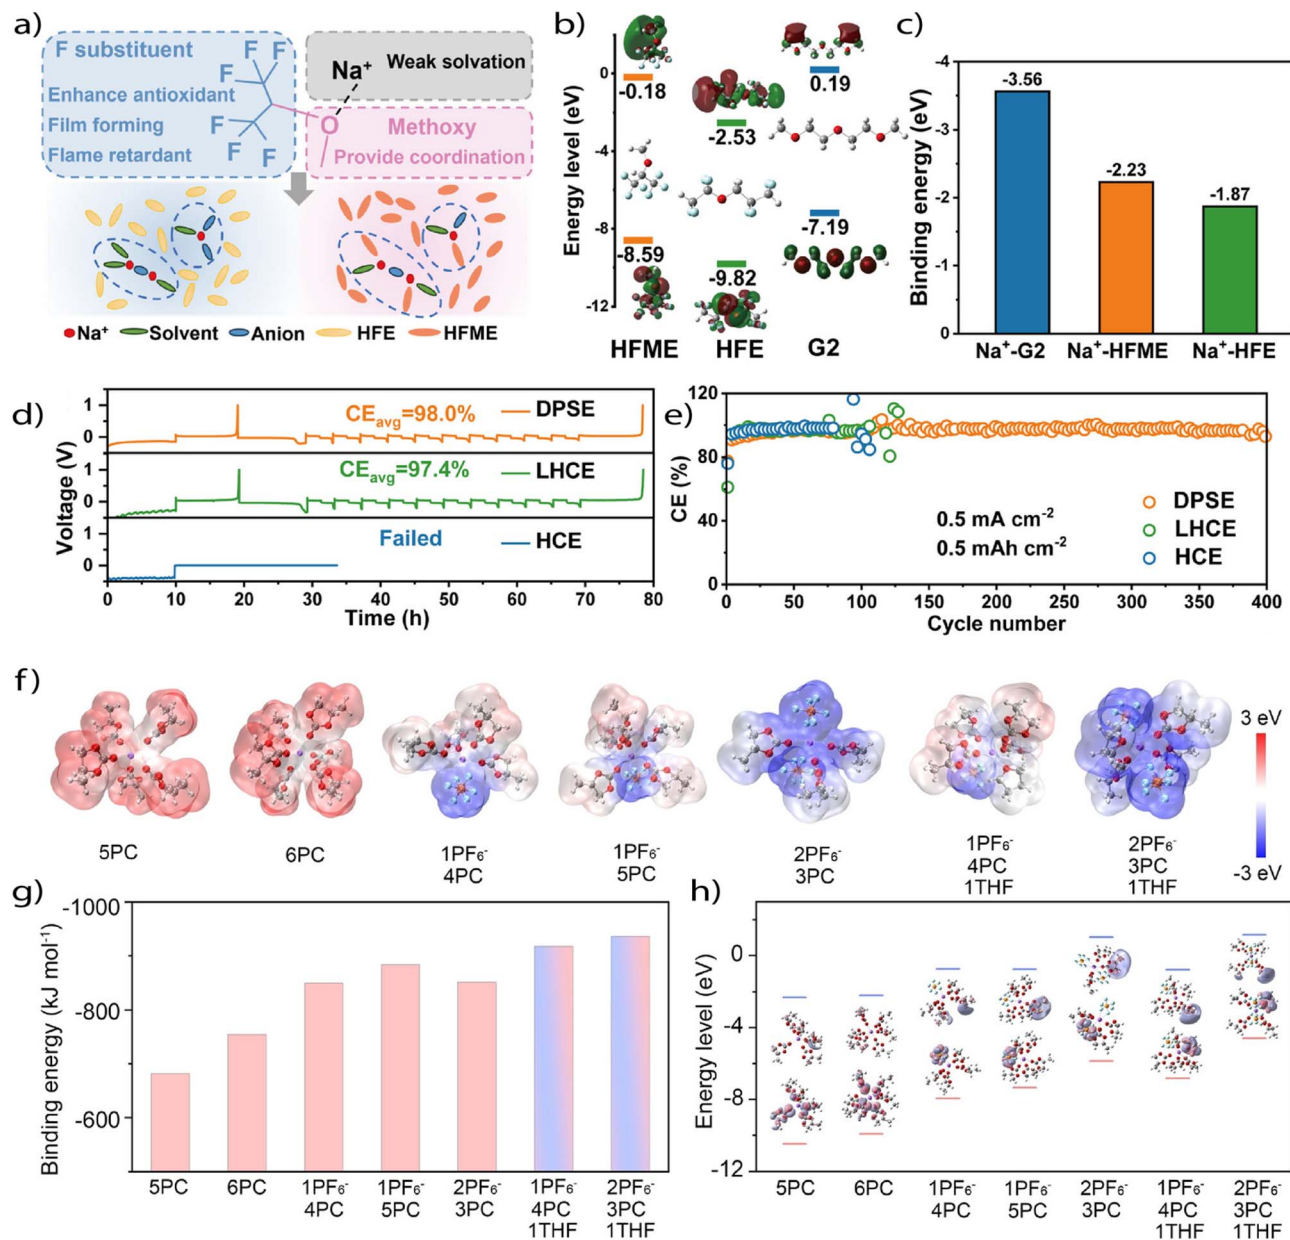 a)
F substituent
F
F
F
F
F
F
Enhance antioxidant
Film forming
Flame retardant
Na⁺
Weak solvation
O
Methoxy
Provide coordination
Na⁺
Solvent
Anion
HFE
HFME
b)
Energy level (eV)
0
-4
-8
-12
-0.18
-2.53
0.19
-8.59
-9.82
-7.19
HFME
HFE
G2
c)
Binding energy (eV)
-4
-3
-2
-1
0
-3.56
-2.23
-1.87
Na⁺-G2
Na⁺-HFME
Na⁺-HFE
d)
Voltage (V)
1
0
1
0
1
0
CEavg=98.0%
DPSE
CEavg=97.4%
LHCE
Failed
HCE
0
10
20
30
40
50
60
70
80
Time (h)
e)
CE (%)
120
80
40
0
0.5 mA cm⁻²
0.5 mAh cm⁻²
DPSE
LHCE
HCE
0
50
100
150
200
250
300
350
400
Cycle number
f)
5PC
6PC
1PF₆⁻
4PC
1PF₆⁻
5PC
2PF₆⁻
3PC
1PF₆⁻
4PC
1THF
2PF₆⁻
3PC
1THF
3 eV
-3 eV
g)
Binding energy (kJ mol⁻¹)
-1000
-800
-600
5PC
6PC
1PF₆⁻
4PC
1PF₆⁻
5PC
2PF₆⁻
3PC
1PF₆⁻
4PC
1THF
2PF₆⁻
3PC
1THF
h)
Energy level (eV)
0
-4
-8
-12
5PC
6PC
1PF₆⁻
4PC
1PF₆⁻
5PC
2PF₆⁻
3PC
1PF₆⁻
4PC
1THF
2PF₆⁻
3PC
1THF